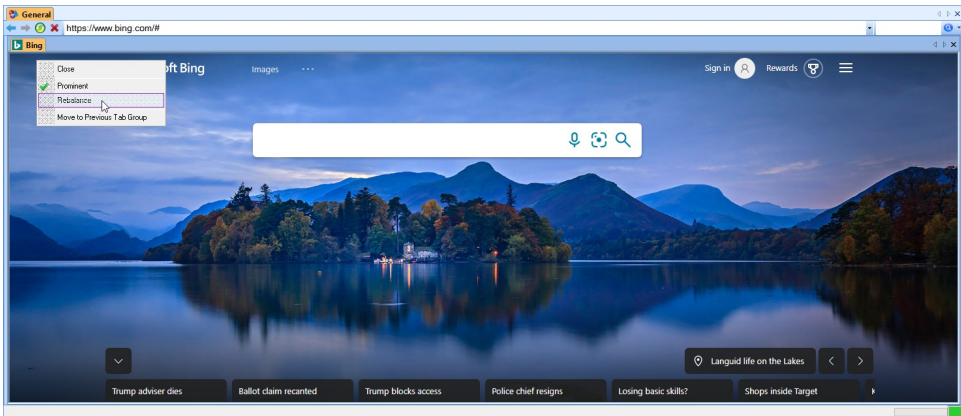 General
https://www.bing.com/#
Bing
Close
Prominent
Rebalance
Move to Previous Tab Group
oft Bing
Images
Sign in
Rewards
Languid life on the Lakes
Trump adviser dies
Ballot claim recanted
Trump blocks access
Police chief resigns
Losing basic skills?
Shops inside Target
K